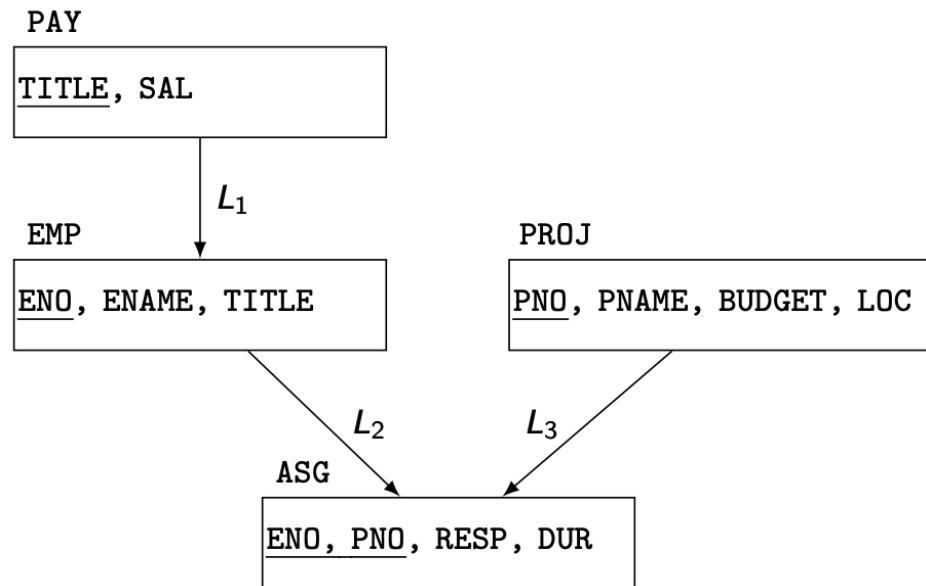 PAY
TITLE, SAL
L1
EMP
PROJ
ENO, ENAME, TITLE
PNO, PNAME, BUDGET, LOC
L2
L3
ASG
ENO, PNO, RESP, DUR